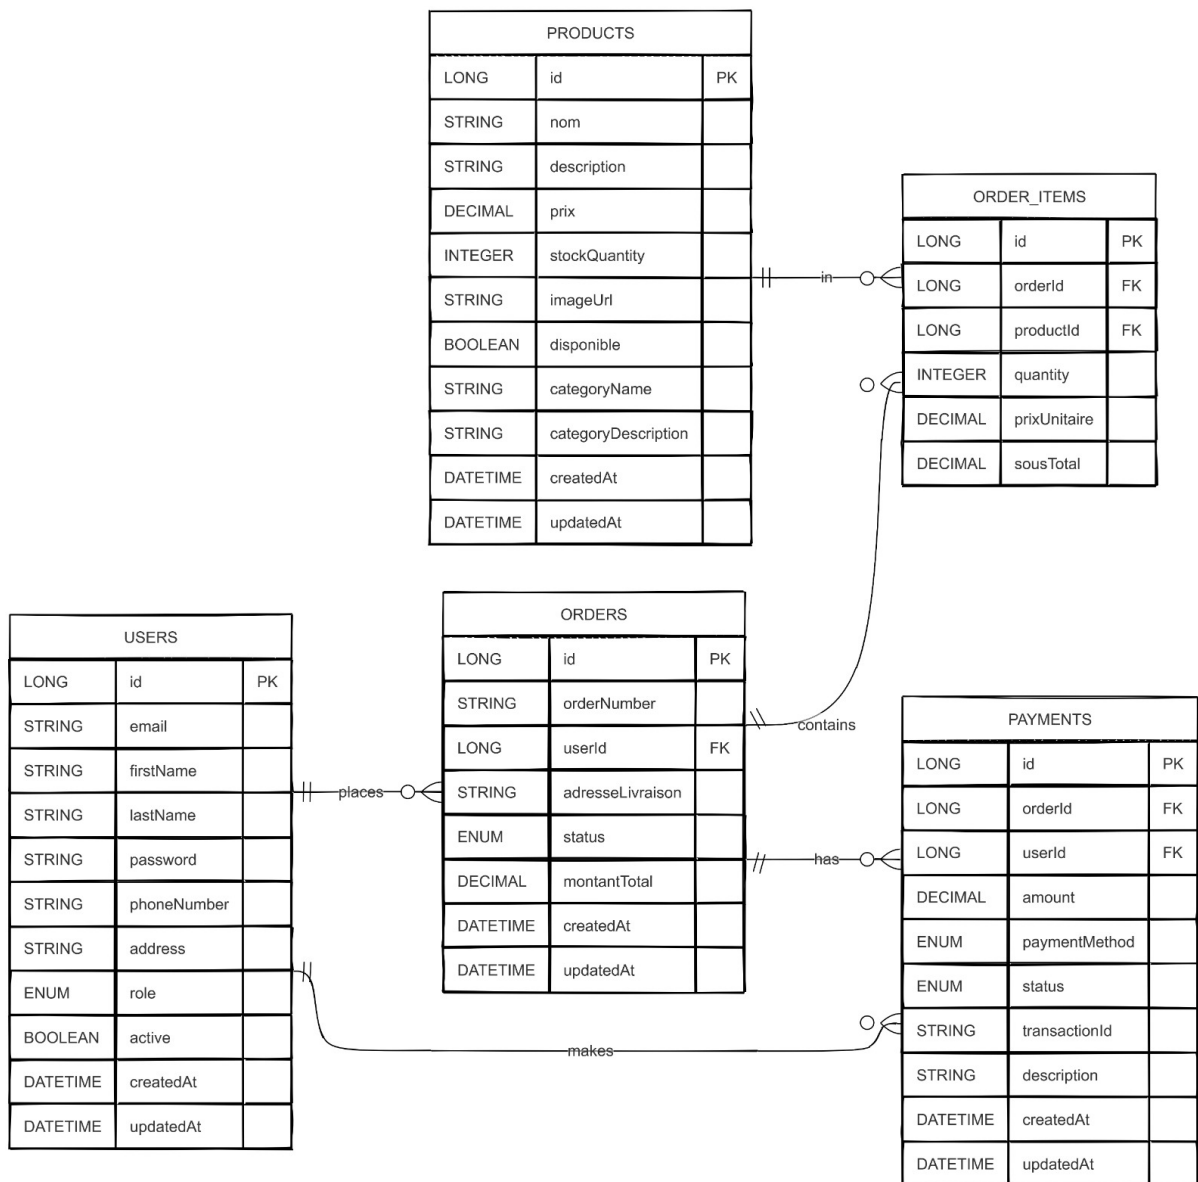 PRODUCTS
LONG id PK
STRING nom
STRING description
DECIMAL prix
INTEGER stockQuantity
STRING imageUrl
BOOLEAN disponible
STRING categoryName
STRING categoryDescription
DATETIME createdAt
DATETIME updatedAt
in
ORDER_ITEMS
LONG id PK
LONG orderId FK
LONG productId FK
INTEGER quantity
DECIMAL prixUnitaire
DECIMAL sousTotal
USERS
LONG id PK
STRING email
STRING firstName
STRING lastName
STRING password
STRING phoneNumber
STRING address
ENUM role
BOOLEAN active
DATETIME createdAt
DATETIME updatedAt
places
ORDERS
LONG id PK
STRING orderNumber
LONG userId FK
STRING adresseLivraison
ENUM status
DECIMAL montantTotal
DATETIME createdAt
DATETIME updatedAt
contains
has
makes
PAYMENTS
LONG id PK
LONG orderId FK
LONG userId FK
DECIMAL amount
ENUM paymentMethod
ENUM status
STRING transactionId
STRING description
DATETIME createdAt
DATETIME updatedAt